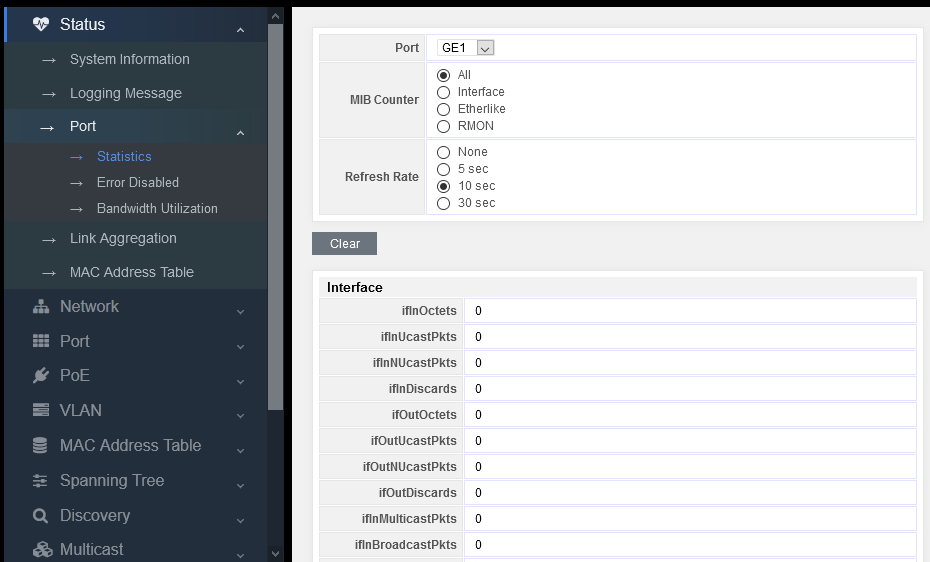 Status
System Information
Logging Message
Port
Statistics
Error Disabled
Bandwidth Utilization
Link Aggregation
MAC Address Table
Network
Port
PoE
VLAN
MAC Address Table
Spanning Tree
Discovery
Multicast
Port GE1
MIB Counter
All
Interface
Etherlike
RMON
Refresh Rate
None
5 sec
10 sec
30 sec
Clear
Interface
ifInOctets 0
ifInUcastPkts 0
ifInNUcastPkts 0
ifInDiscards 0
ifOutOctets 0
ifOutUcastPkts 0
ifOutNUcastPkts 0
ifOutDiscards 0
ifInMulticastPkts 0
ifInBroadcastPkts 0